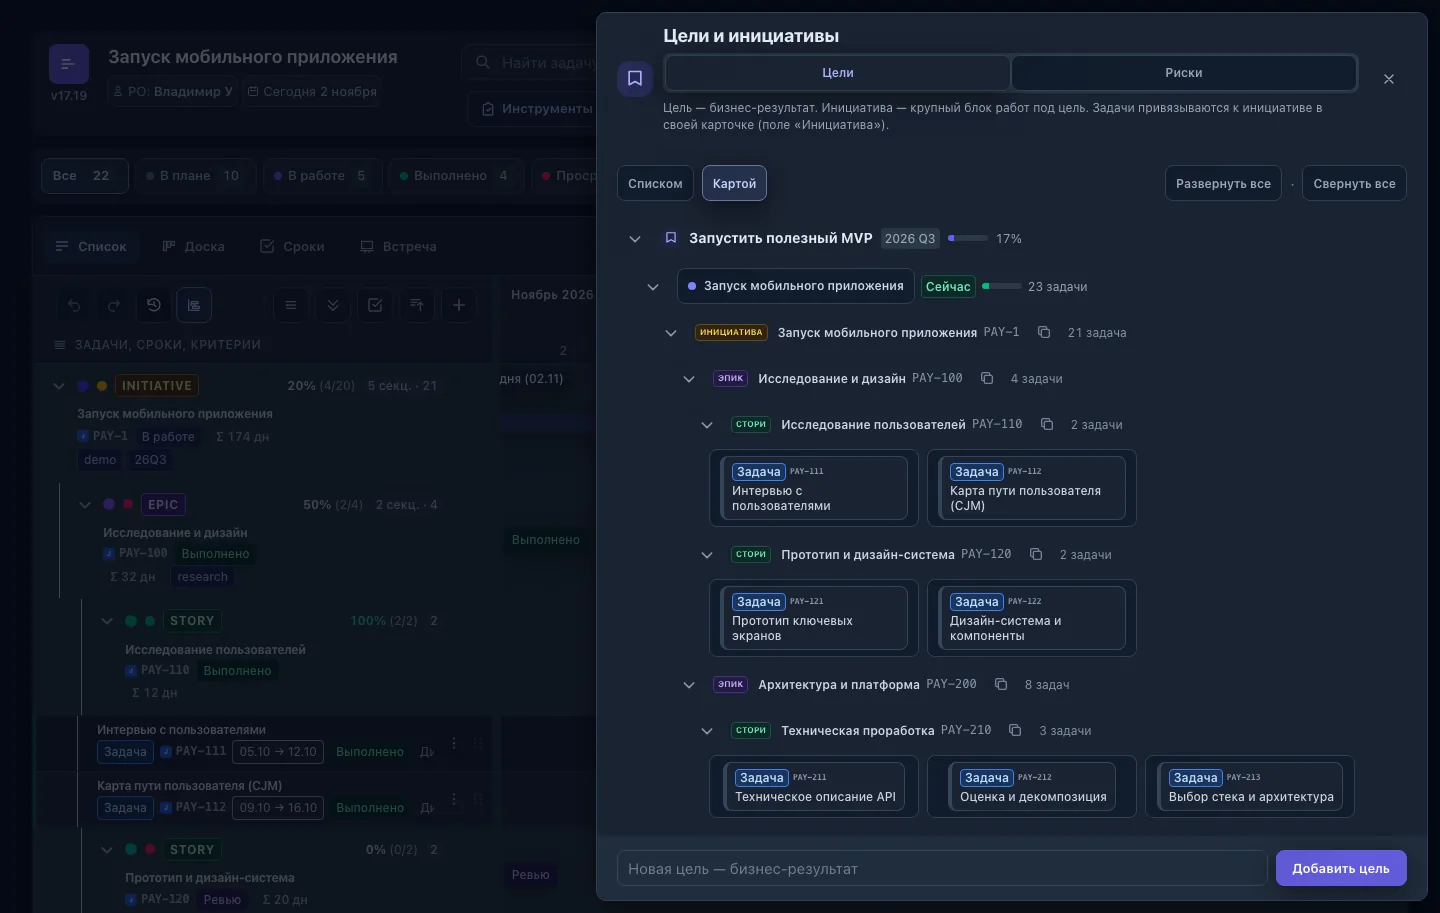 Запуск мобильного приложения
v17.19
PO: Владимир У
Сегодня 2 ноября
Найти задачу
Инструменты
Все 22
В плане 10
В работе 5
Выполнено 4
Список
Доска
Сроки
Встреча
Ноябрь 2026
ЗАДАЧИ, СРОКИ, КРИТЕРИИ
2
INITIATIVE
20% (4/20) 5 секц. · 21
дня (02.11)
Запуск мобильного приложения
PAY-1 В работе Σ 174 дн
demo 26Q3
EPIC
50% (2/4) 2 секц. · 4
Исследование и дизайн
PAY-100 Выполнено
Выполнено
Σ 32 дн research
STORY
100% (2/2) 2
Исследование пользователей
PAY-110 Выполнено
Σ 12 дн
Интервью с пользователями
Задача PAY-111 05.10 → 12.10 Выполнено
Карта пути пользователя (CJM)
Задача PAY-112 09.10 → 16.10 Выполнено
STORY
0% (0/2) 2
Прототип и дизайн-система
Ревью
PAY-120 Ревью Σ 20 дн
Цели и инициативы
Цели
Риски
Цель — бизнес-результат. Инициатива — крупный блок работ под цель. Задачи привязываются к инициативе в
своей карточке (поле «Инициатива»).
Списком
Картой
Развернуть все · Свернуть все
Запустить полезный MVP 2026 Q3 17%
Запуск мобильного приложения Сейчас 23 задачи
ИНИЦИАТИВА Запуск мобильного приложения PAY-1 21 задача
ЭПИК Исследование и дизайн PAY-100 4 задачи
СТОРИ Исследование пользователей PAY-110 2 задачи
Задача PAY-111
Интервью с
пользователями
Задача PAY-112
Карта пути пользователя
(CJM)
СТОРИ Прототип и дизайн-система PAY-120 2 задачи
Задача PAY-121
Прототип ключевых
экранов
Задача PAY-122
Дизайн-система и
компоненты
ЭПИК Архитектура и платформа PAY-200 8 задач
СТОРИ Техническая проработка PAY-210 3 задачи
Задача PAY-211
Техническое описание API
Задача PAY-212
Оценка и декомпозиция
Задача PAY-213
Выбор стека и архитектура
Новая цель — бизнес-результат
Добавить цель